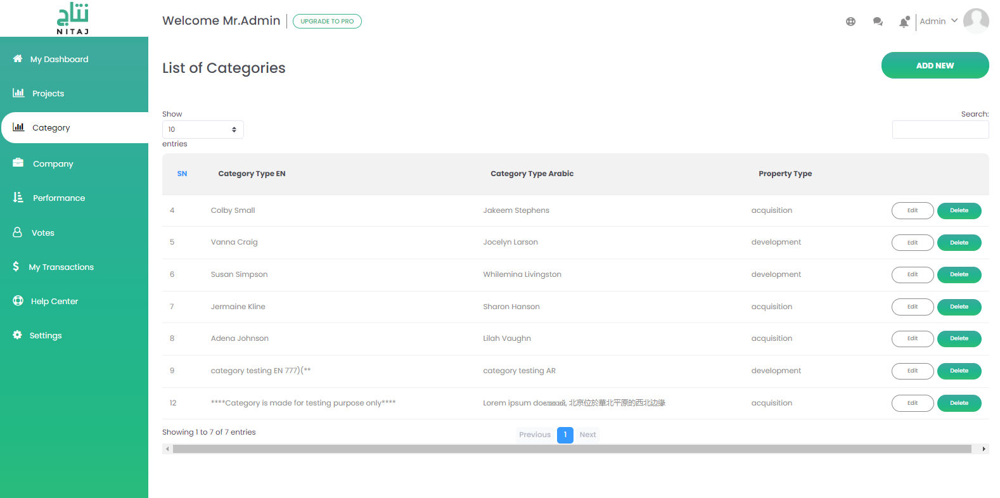 نتاج
NITAJ
Welcome Mr.Admin
UPGRADE TO PRO
Admin
My Dashboard
Projects
Category
Company
Performance
Votes
My Transactions
Help Center
Settings
List of Categories
ADD NEW
Show
10
entries
Search:
SN Category Type EN Category Type Arabic Property Type
4 Colby Small Jakeem Stephens acquisition Edit Delete
5 Vanna Craig Jocelyn Larson development Edit Delete
6 Susan Simpson Whilemina Livingston development Edit Delete
7 Jermaine Kline Sharon Hanson acquisition Edit Delete
8 Adena Johnson Lilah Vaughn acquisition Edit Delete
9 category testing EN 777)(** category testing AR development Edit Delete
12 ****Category is made for testing purpose only**** Lorem ipsum 北京位於華北平原的西北边缘 acquisition Edit Delete
Showing 1 to 7 of 7 entries
Previous 1 Next